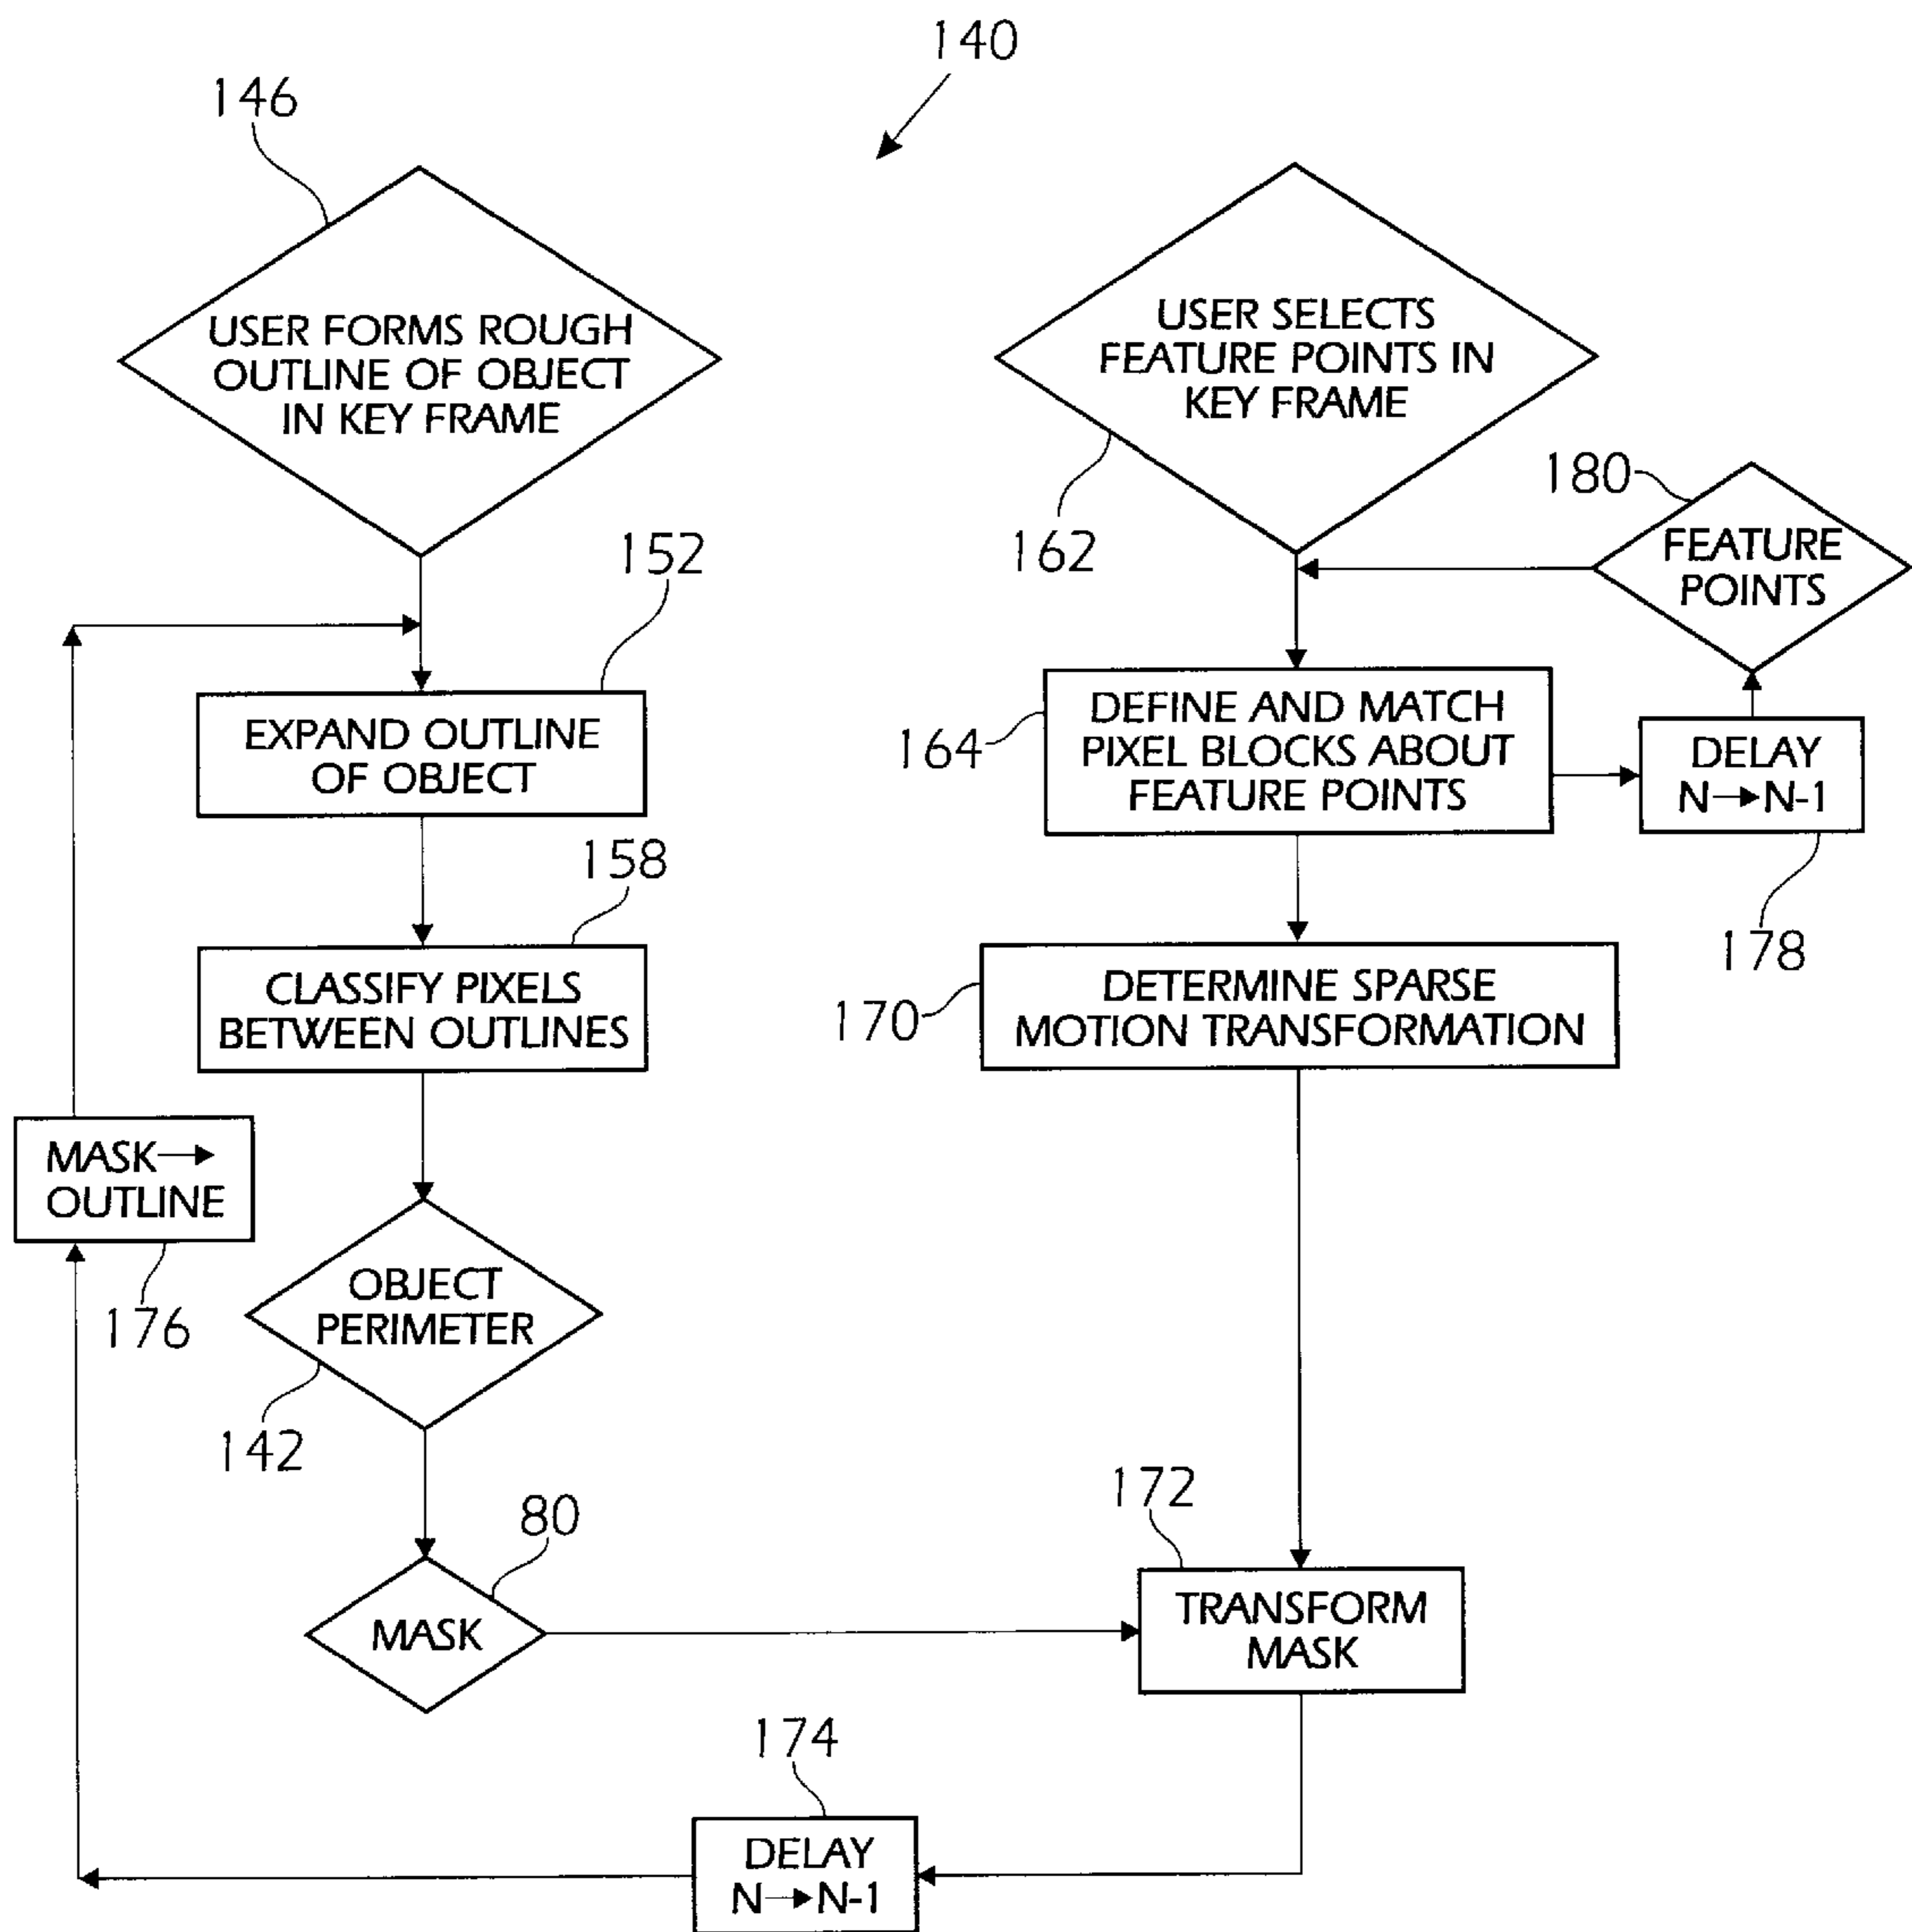 140
146
USER FORMS ROUGH
OUTLINE OF OBJECT
IN KEY FRAME
USER SELECTS
FEATURE POINTS IN
KEY FRAME
162
180
FEATURE
POINTS
152
EXPAND OUTLINE
OF OBJECT
164
DEFINE AND MATCH
PIXEL BLOCKS ABOUT
FEATURE POINTS
DELAY
N→N-1
178
158
CLASSIFY PIXELS
BETWEEN OUTLINES
170
DETERMINE SPARSE
MOTION TRANSFORMATION
MASK→
OUTLINE
176
OBJECT
PERIMETER
142
80
MASK
172
TRANSFORM
MASK
174
DELAY
N→N-1